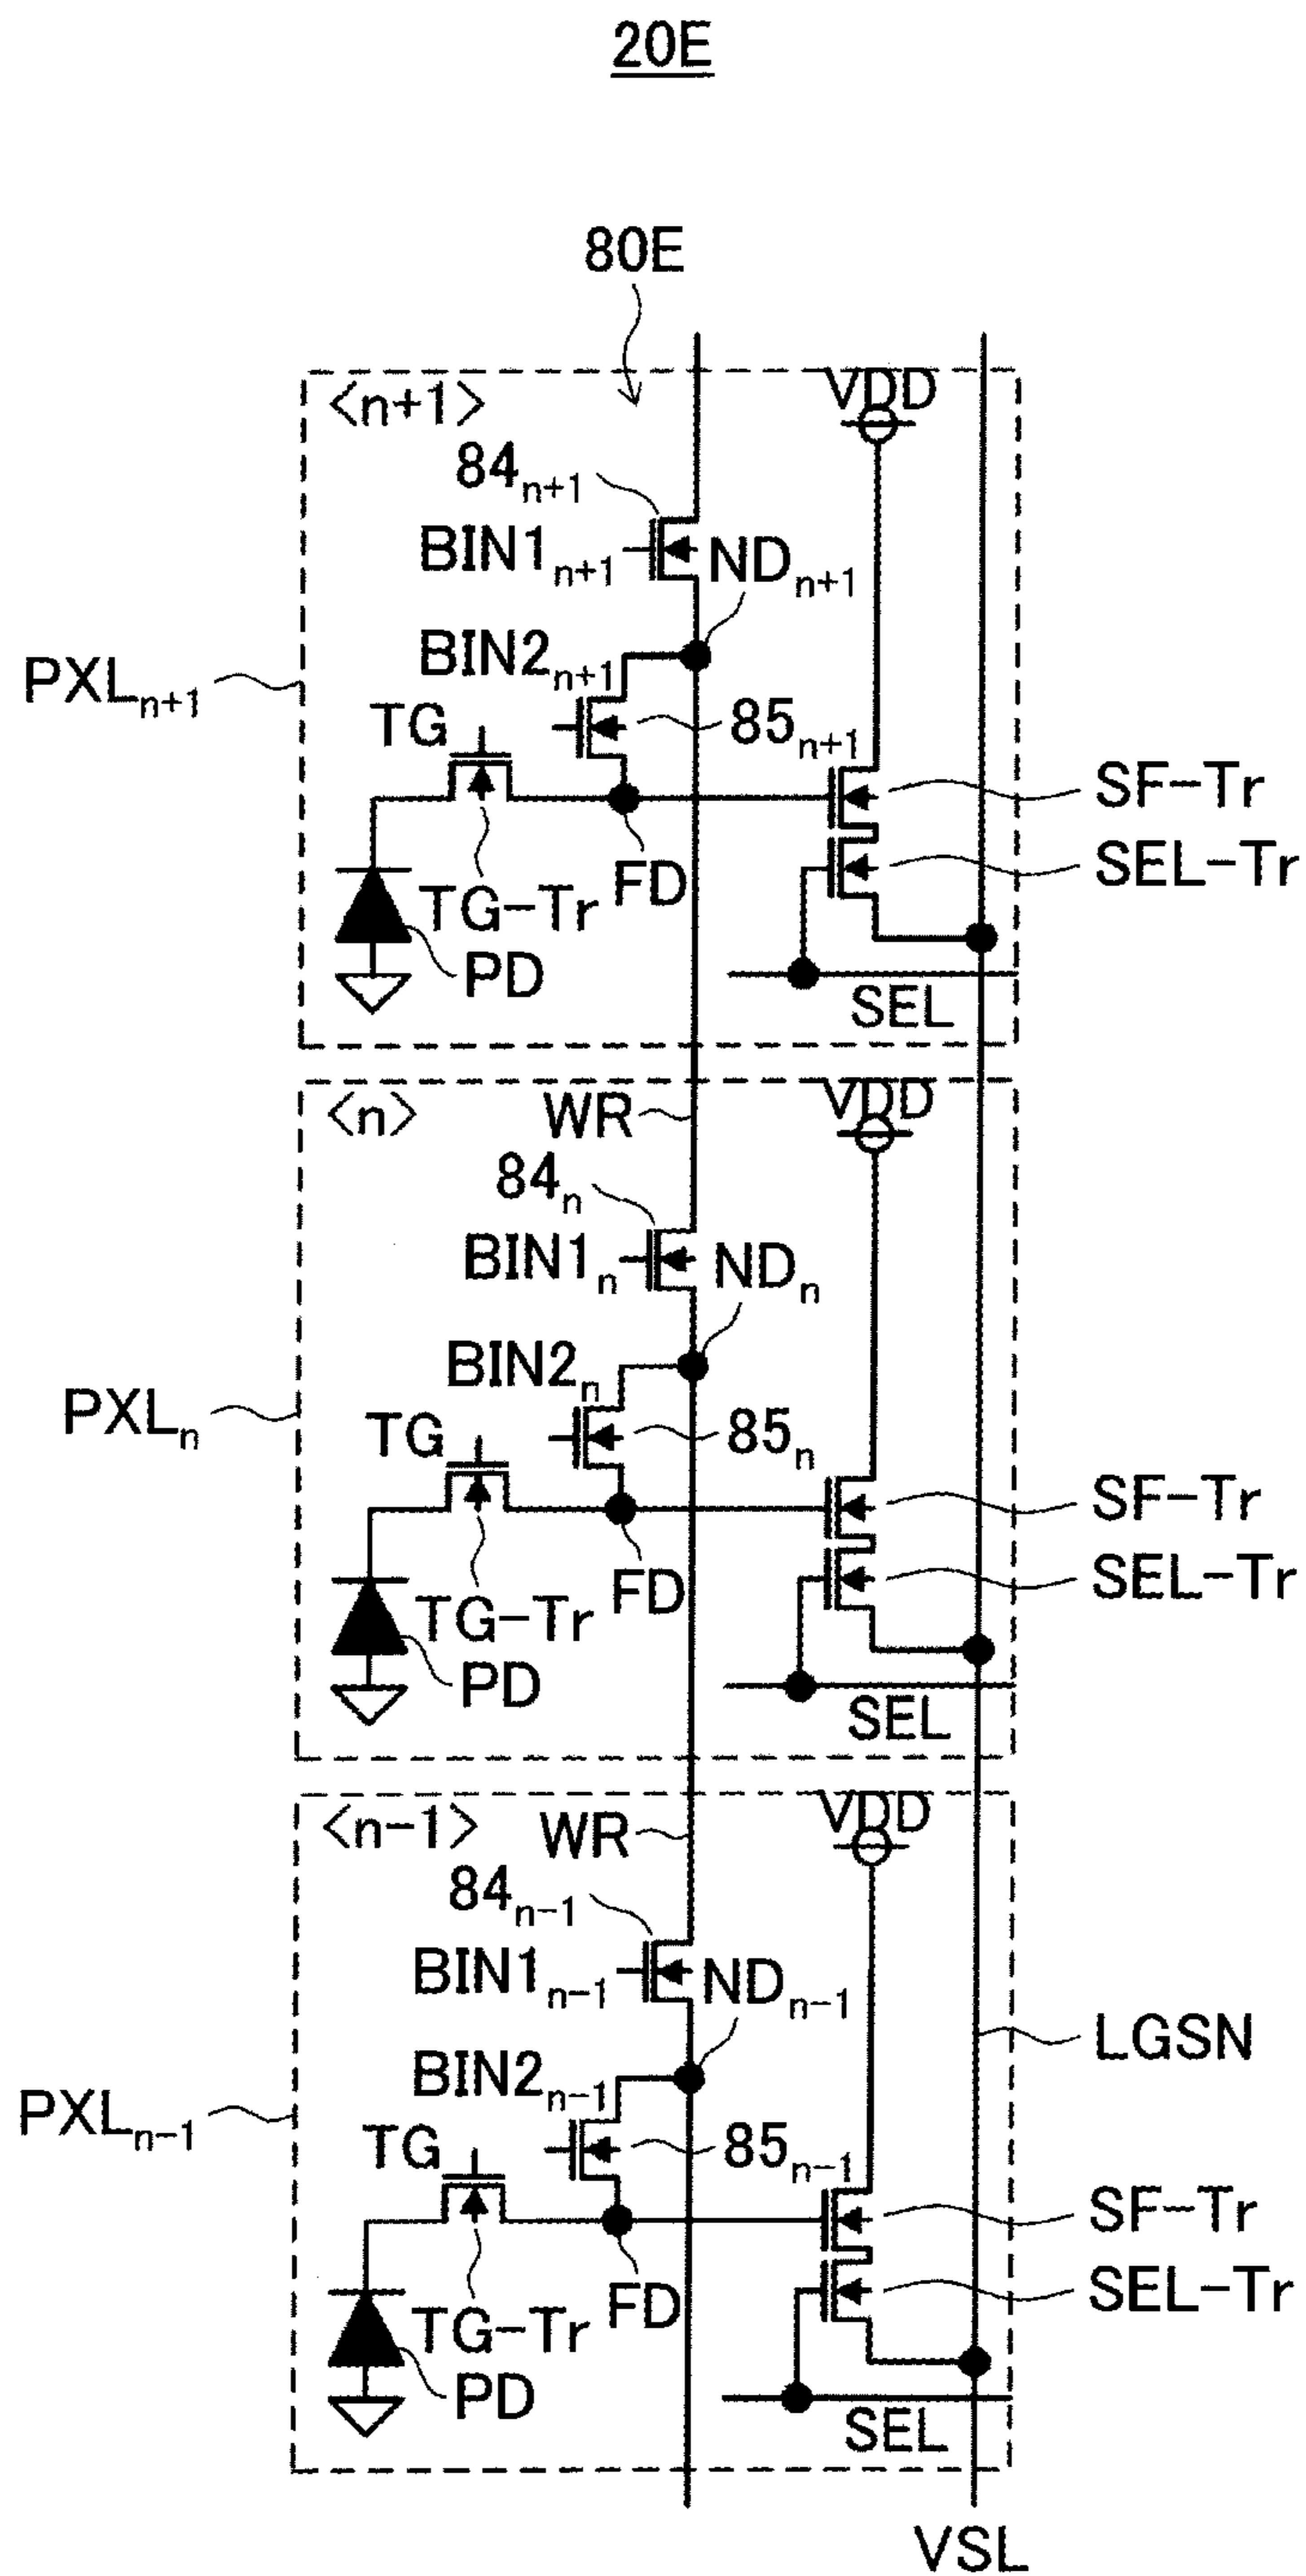 20E
80E
<n+1>
VDD
84n+1
BIN1n+1
NDn+1
BIN2n+1
PXLn+1
TG
85n+1
SF-Tr
SEL-Tr
FD
TG-Tr
PD
SEL
<n>
WR
VDD
84n
BIN1n
NDn
BIN2n
PXLn
TG
85n
SF-Tr
SEL-Tr
FD
TG-Tr
PD
SEL
<n-1>
WR
VDD
84n-1
BIN1n-1
NDn-1
LGSN
BIN2n-1
PXLn-1
TG
85n-1
SF-Tr
SEL-Tr
FD
TG-Tr
PD
SEL
VSL